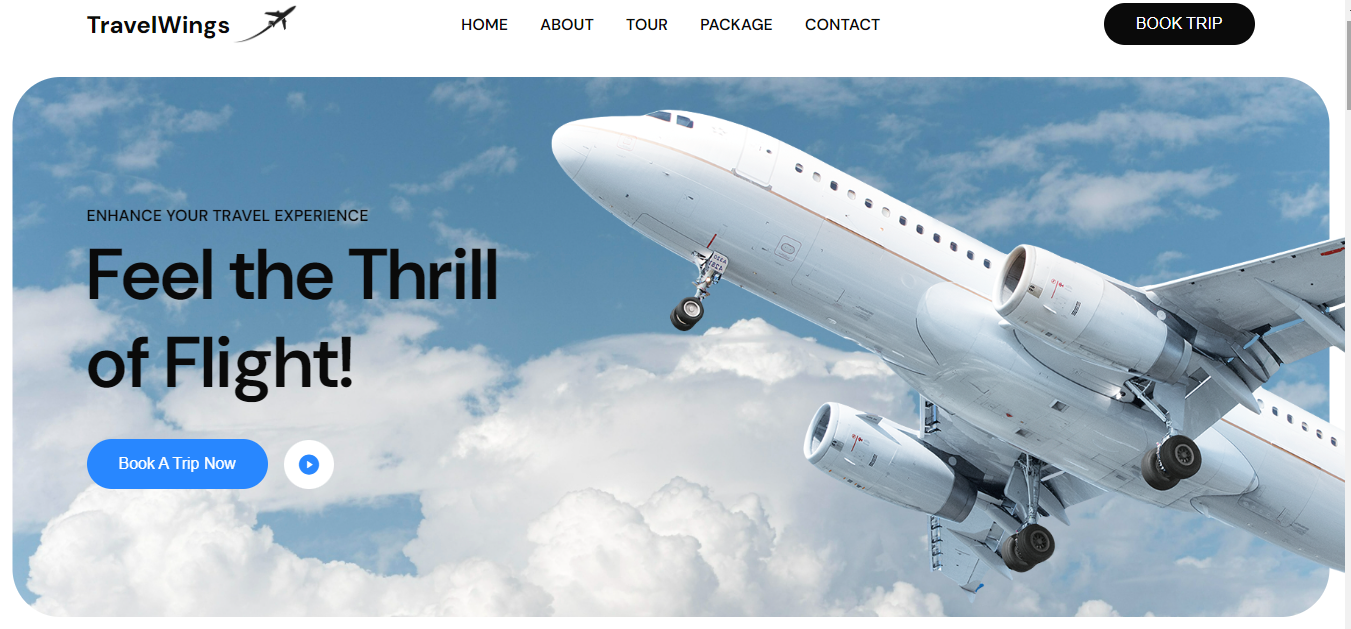 TravelWings
HOME ABOUT TOUR PACKAGE CONTACT
BOOK TRIP
ENHANCE YOUR TRAVEL EXPERIENCE
Feel the Thrill
of Flight!
Book A Trip Now